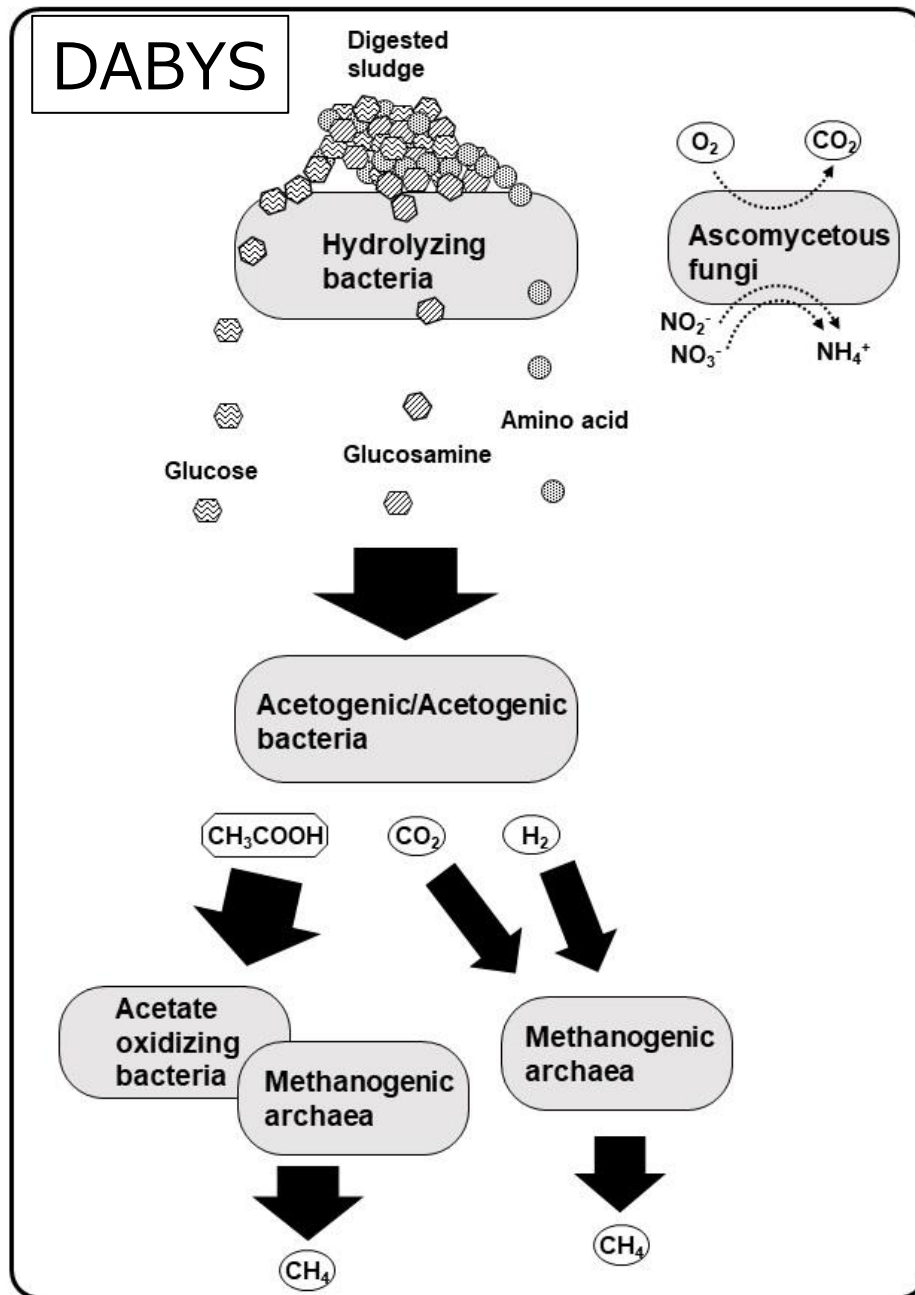 DABYS
Digested
sludge
O₂
CO₂
Hydrolyzing
bacteria
Ascomycetous
fungi
NO₂⁻
NO₃⁻
NH₄⁺
Amino acid
Glucosamine
Glucose
Acetogenic/Acetogenic
bacteria
CH₃COOH
CO₂
H₂
Acetate
oxidizing
bacteria
Methanogenic
archaea
Methanogenic
archaea
CH₄
CH₄